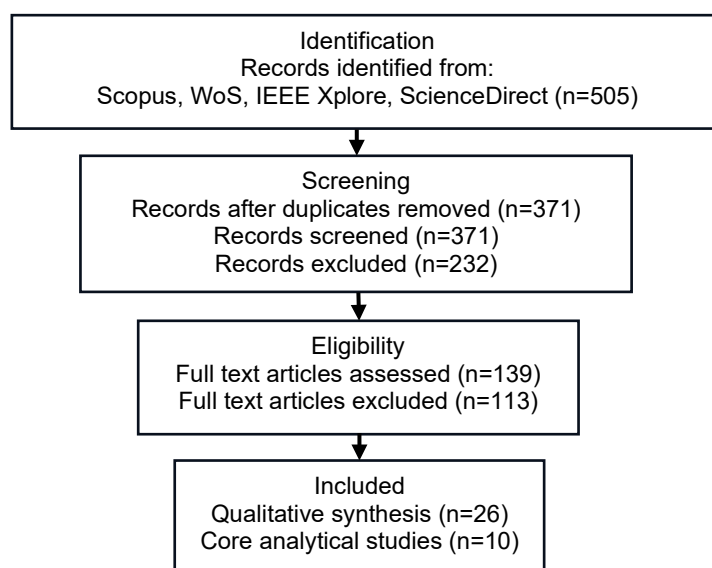 Identification
Records identified from:
Scopus, WoS, IEEE Xplore, ScienceDirect (n=505)
Screening
Records after duplicates removed (n=371)
Records screened (n=371)
Records excluded (n=232)
Eligibility
Full text articles assessed (n=139)
Full text articles excluded (n=113)
Included
Qualitative synthesis (n=26)
Core analytical studies (n=10)